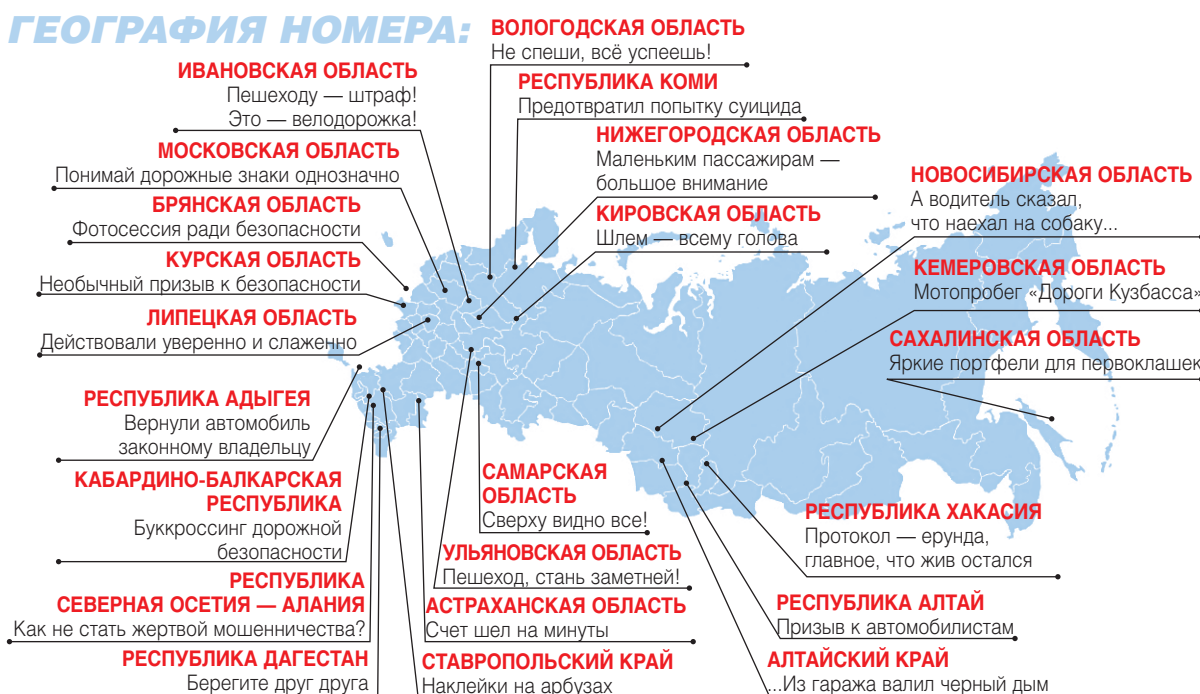 ГЕОГРАФИЯ НОМЕРА:
ВОЛОГОДСКАЯ ОБЛАСТЬ
Не спеши, всё успеешь!
ИВАНОВСКАЯ ОБЛАСТЬ
Пешеходу — штраф!
Это — велодорожка!
РЕСПУБЛИКА КОМИ
Предотвратил попытку суицида
МОСКОВСКАЯ ОБЛАСТЬ
Понимай дорожные знаки однозначно
НИЖЕГОРОДСКАЯ ОБЛАСТЬ
Маленьким пассажирам —
большое внимание
НОВОСИБИРСКАЯ ОБЛАСТЬ
А водитель сказал,
что наехал на собаку...
БРЯНСКАЯ ОБЛАСТЬ
Фотосессия ради безопасности
КИРОВСКАЯ ОБЛАСТЬ
Шлем — всему голова
КУРСКАЯ ОБЛАСТЬ
Необычный призыв к безопасности
КЕМЕРОВСКАЯ ОБЛАСТЬ
Мотопробег «Дороги Кузбасса»
ЛИПЕЦКАЯ ОБЛАСТЬ
Действовали уверенно и слаженно
САХАЛИНСКАЯ ОБЛАСТЬ
Яркие портфели для первоклашек
РЕСПУБЛИКА АДЫГЕЯ
Вернули автомобиль
законному владельцу
КАБАРДИНО-БАЛКАРСКАЯ
РЕСПУБЛИКА
Буккроссинг дорожной
безопасности
САМАРСКАЯ
ОБЛАСТЬ
Сверху видно все!
РЕСПУБЛИКА ХАКАСИЯ
Протокол — ерунда,
главное, что жив остался
УЛЬЯНОВСКАЯ ОБЛАСТЬ
Пешеход, стань заметней!
РЕСПУБЛИКА
СЕВЕРНАЯ ОСЕТИЯ — АЛАНИЯ
Как не стать жертвой мошенничества?
АСТРАХАНСКАЯ ОБЛАСТЬ
Счет шел на минуты
РЕСПУБЛИКА АЛТАЙ
Призыв к автомобилистам
РЕСПУБЛИКА ДАГЕСТАН
Берегите друг друга
СТАВРОПОЛЬСКИЙ КРАЙ
Наклейки на арбузах
АЛТАЙСКИЙ КРАЙ
...Из гаража валил черный дым